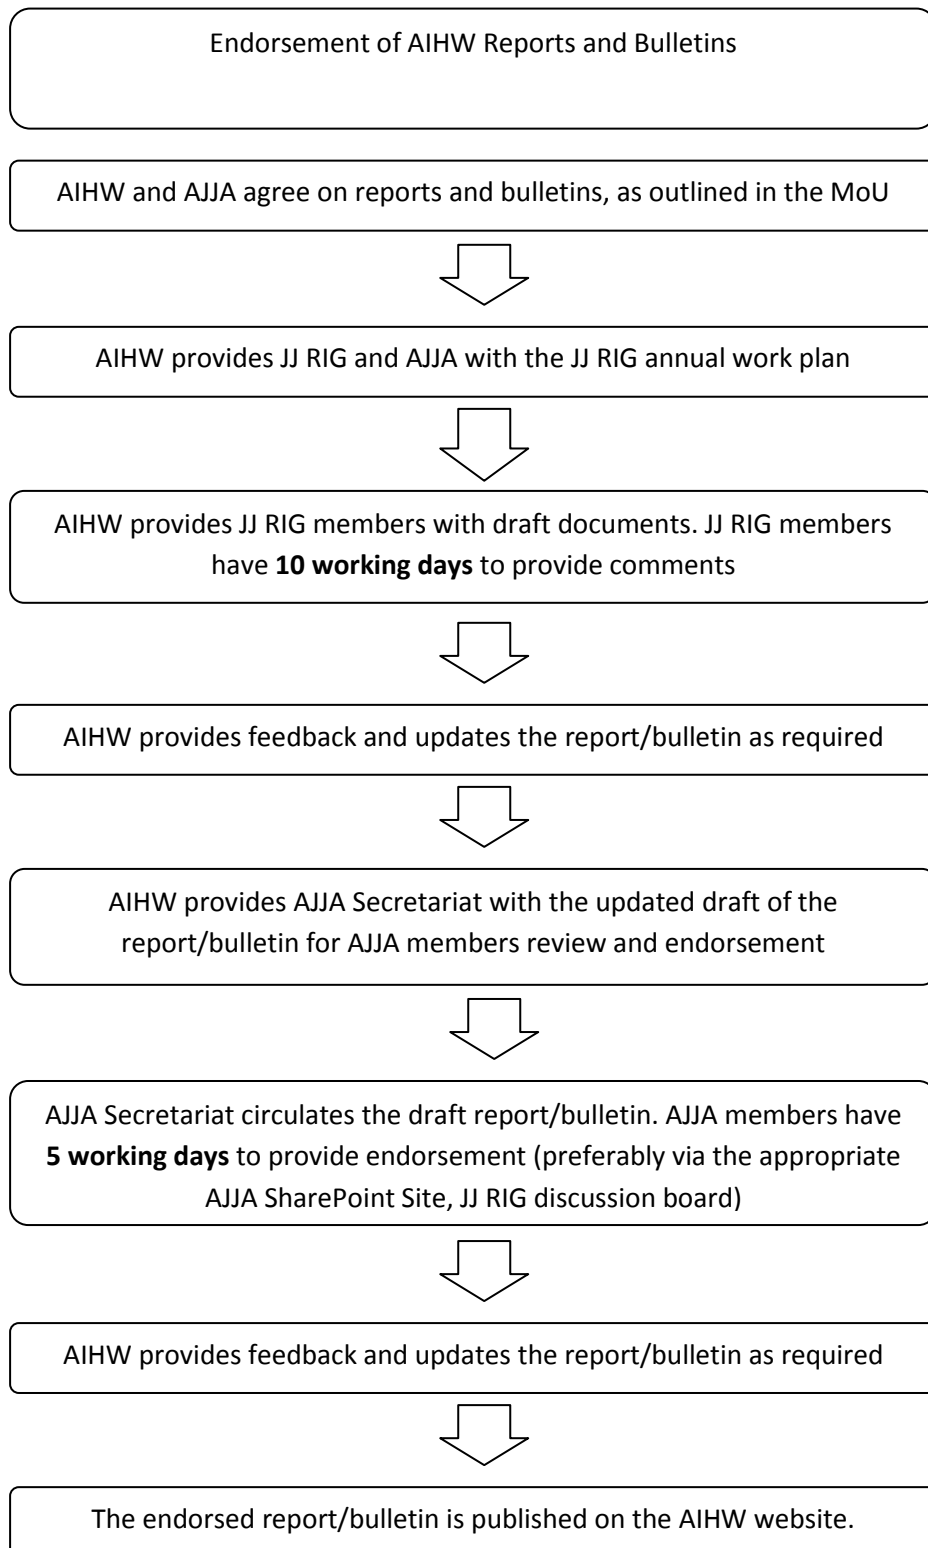 Endorsement of AIHW Reports and Bulletins
AIHW and AJJA agree on reports and bulletins, as outlined in the MoU
AIHW provides JJ RIG and AJJA with the JJ RIG annual work plan
AIHW provides JJ RIG members with draft documents. JJ RIG members
have 10 working days to provide comments
AIHW provides feedback and updates the report/bulletin as required
AIHW provides AJJA Secretariat with the updated draft of the
report/bulletin for AJJA members review and endorsement
AJJA Secretariat circulates the draft report/bulletin. AJJA members have
5 working days to provide endorsement (preferably via the appropriate
AJJA SharePoint Site, JJ RIG discussion board)
AIHW provides feedback and updates the report/bulletin as required
The endorsed report/bulletin is published on the AIHW website.